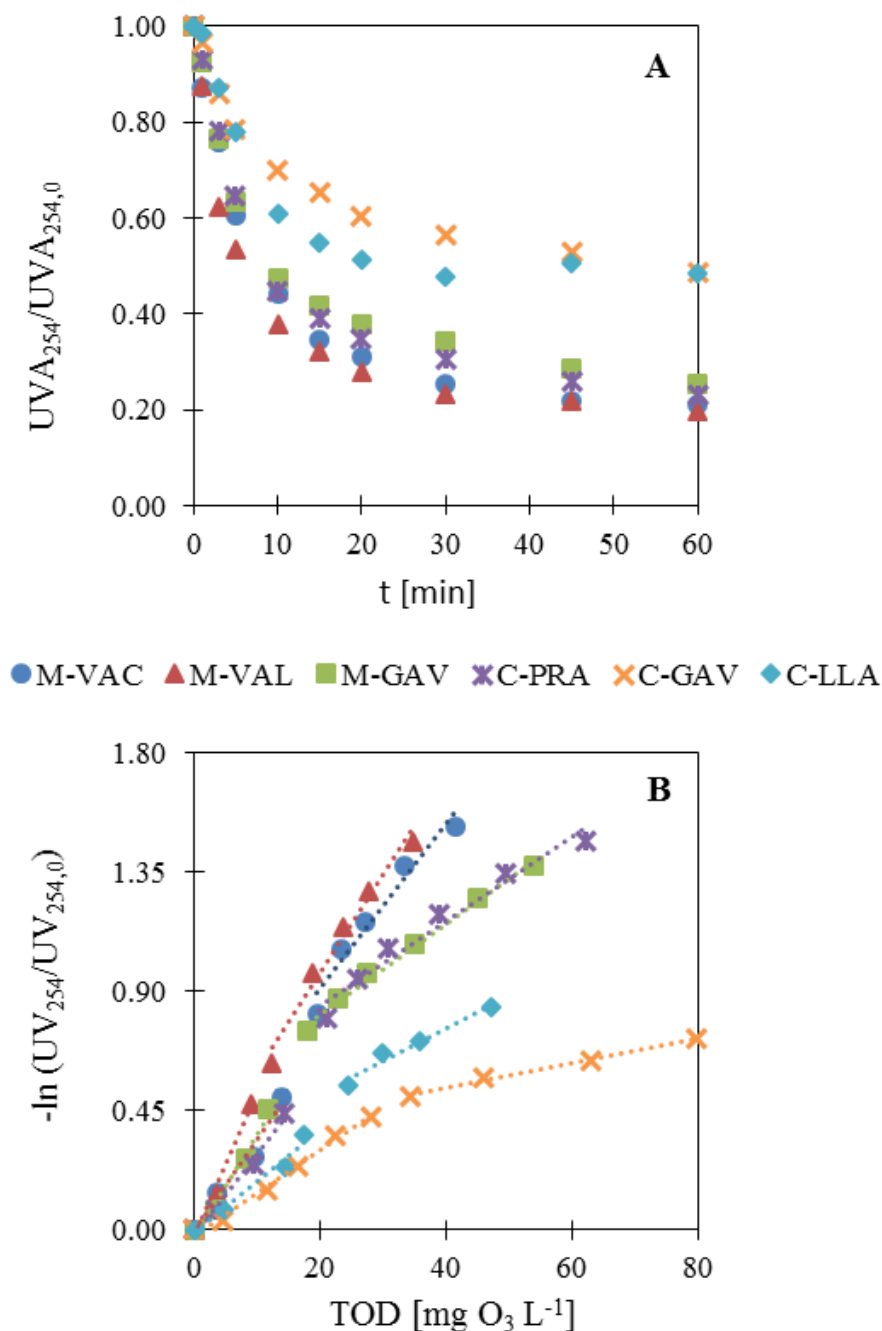 A
1.00
0.80
0.60
0.40
0.20
0.00
UVA254/UVA254,0
0 10 20 30 40 50 60
t [min]
M-VAC M-VAL M-GAV C-PRA C-GAV C-LLA
B
1.80
1.35
0.90
0.45
0.00
-ln (UV254/UV254,0)
0 20 40 60 80
TOD [mg O3 L-1]